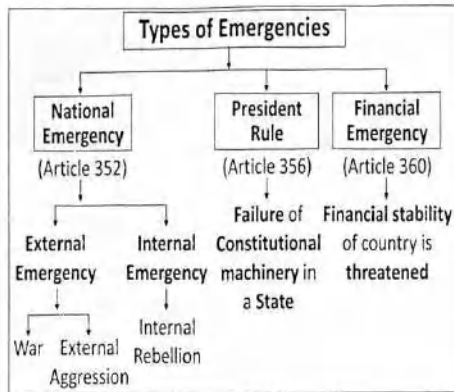 Types of Emergencies
National
Emergency
(Article 352)
President
Rule
(Article 356)
Financial
Emergency
(Article 360)
External
Emergency
Internal
Emergency
War
External
Aggression
Internal
Rebellion
Failure of
Constitutional
machinery in
a State
Financial stability
of country is
threatened